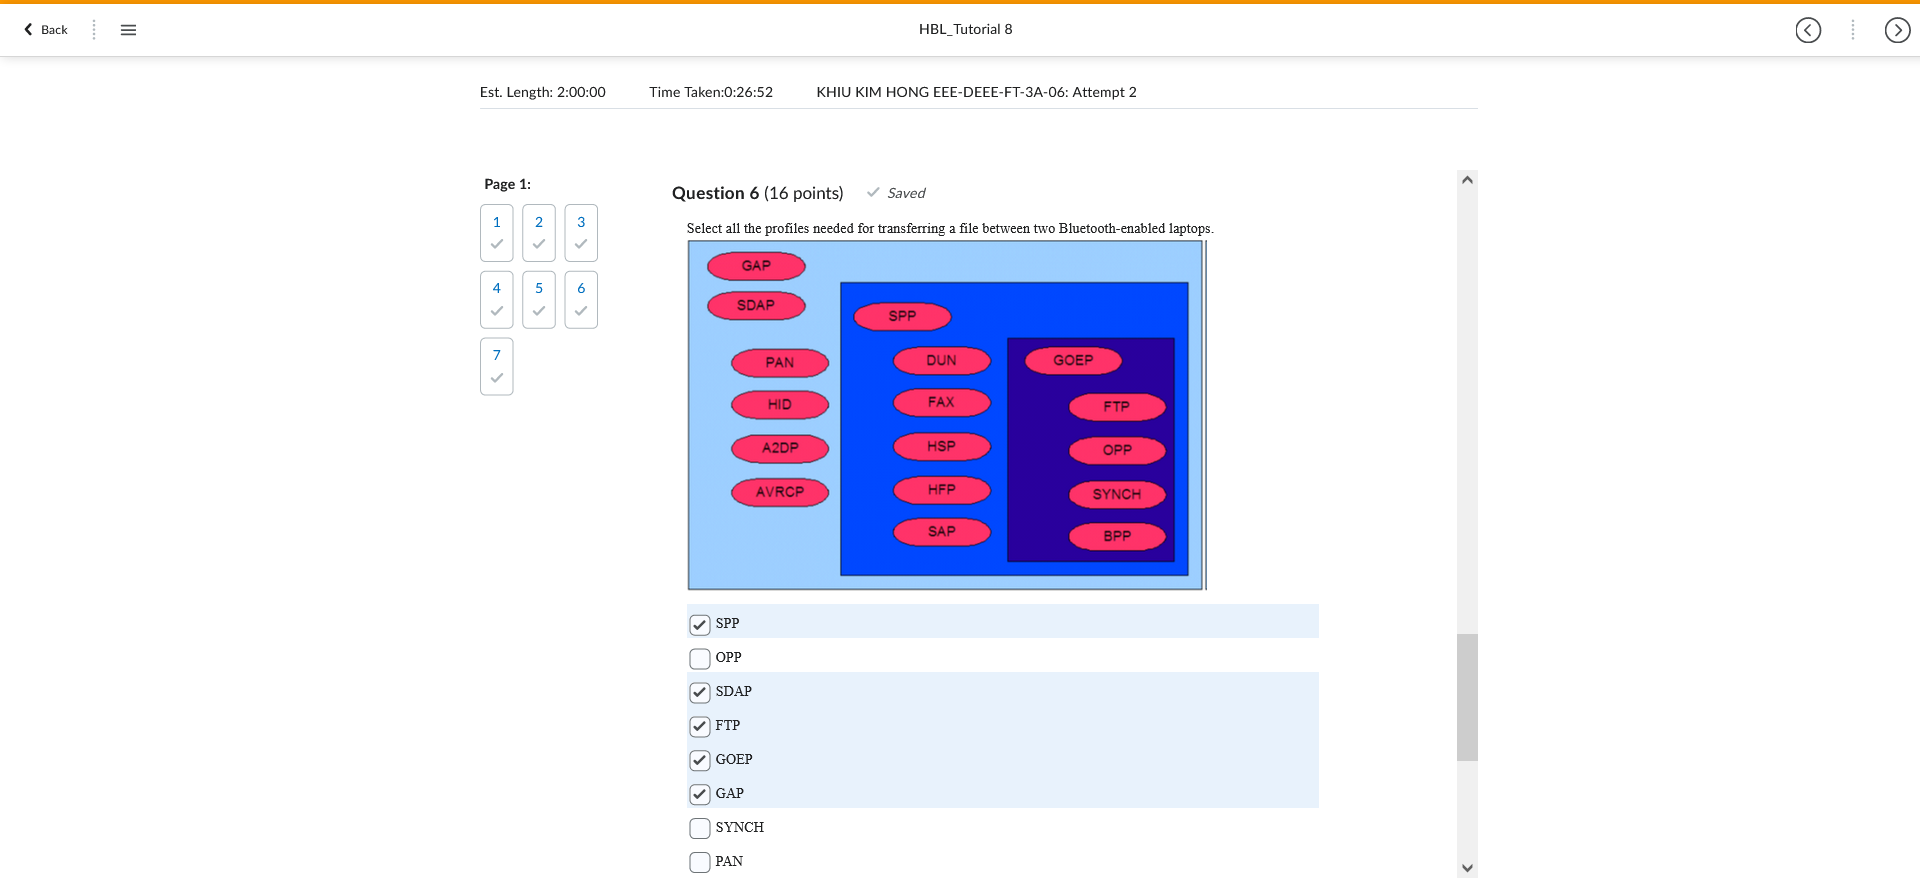 Back
HBL_Tutorial 8
Est. Length: 2:00:00 Time Taken:0:26:52 KHIU KIM HONG EEE-DEEE-FT-3A-06: Attempt 2
Page 1:
1 2 3
4 5 6
7
Question 6 (16 points) Saved
Select all the profiles needed for transferring a file between two Bluetooth-enabled laptops.
GAP
SDAP
PAN
HID
A2DP
AVRCP
SPP
DUN
FAX
HSP
HFP
SAP
GOEP
FTP
OPP
SYNCH
BPP
SPP
OPP
SDAP
FTP
GOEP
GAP
SYNCH
PAN